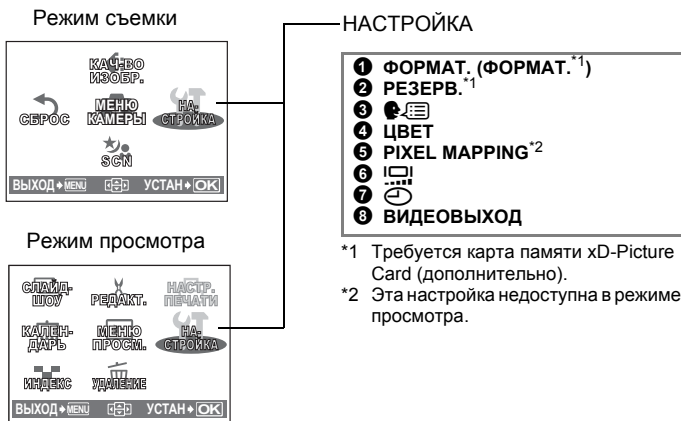 Режим съемки
КАЧ-ВО
ИЗОБР.
СБРОС
МЕНЮ
КАМЕРЫ
НА-
СТРОЙКА
SCN
ВЫХОД MENU УСТАН OK
Режим просмотра
СЛАЙД-
ШОУ
РЕДАКТ.
НАСТР.
ПЕЧАТИ
КАЛЕН-
ДАРЬ
МЕНЮ
ПРОСМ.
НА-
СТРОЙКА
ИНДЕКС
УДАЛЕНИЕ
ВЫХОД MENU УСТАН OK
НАСТРОЙКА
1 ФОРМАТ. (ФОРМАТ.*1)
2 РЕЗЕРВ.*1
3
4 ЦВЕТ
5 PIXEL MAPPING*2
6
7
8 ВИДЕОВЫХОД
*1 Требуется карта памяти xD-Picture
Card (дополнительно).
*2 Эта настройка недоступна в режиме
просмотра.